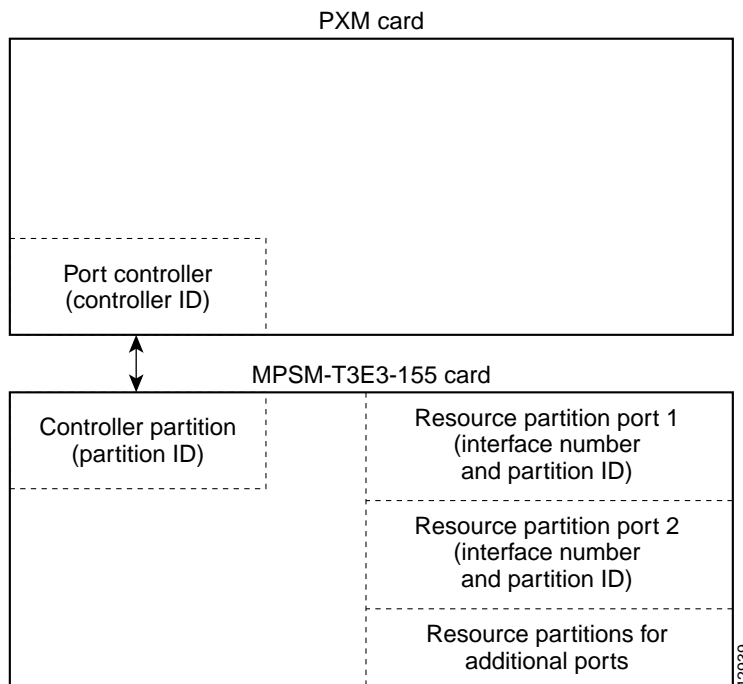 PXM card
Port controller
(controller ID)
MPSM-T3E3-155 card
Controller partition
(partition ID)
Resource partition port 1
(interface number
and partition ID)
Resource partition port 2
(interface number
and partition ID)
Resource partitions for
additional ports